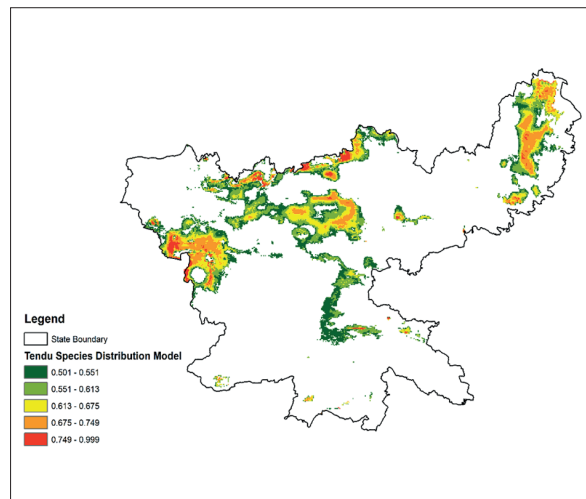 Legend
State Boundary
Tendu Species Distribution Model
0.501 - 0.551
0.551 - 0.613
0.613 - 0.675
0.675 - 0.749
0.749 - 0.999